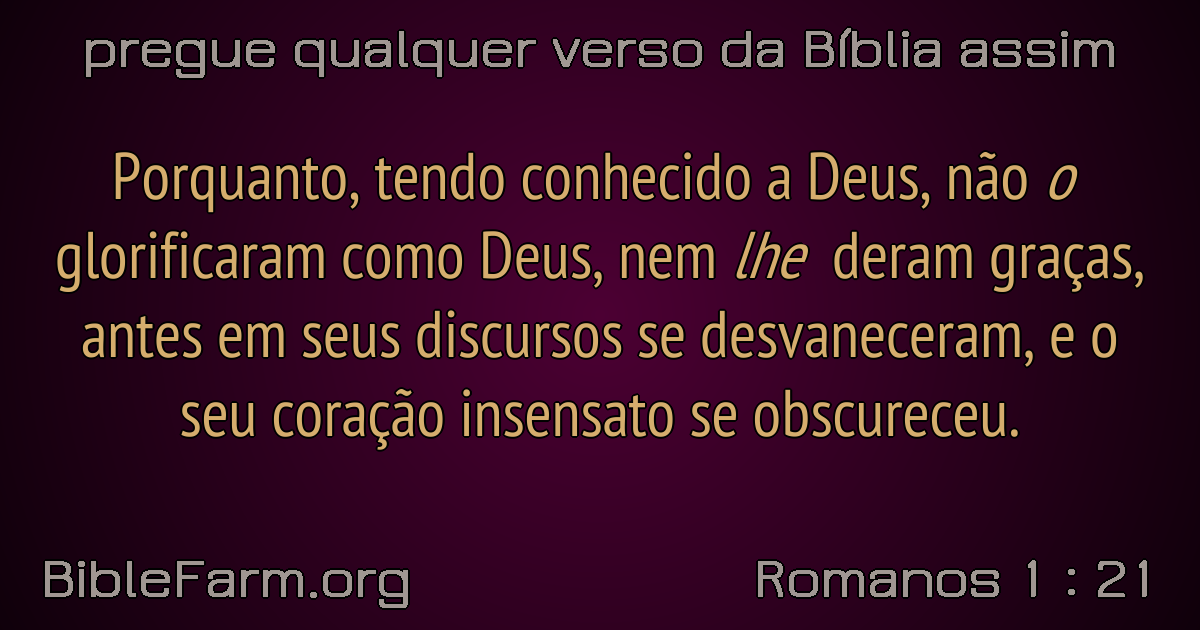 pregue qualquer verso da Bíblia assim
Porquanto, tendo conhecido a Deus, não o
glorificaram como Deus, nem lhe deram graças,
antes em seus discursos se desvaneceram, e o
seu coração insensato se obscureceu.
BibleFarm.org
Romanos 1 : 21